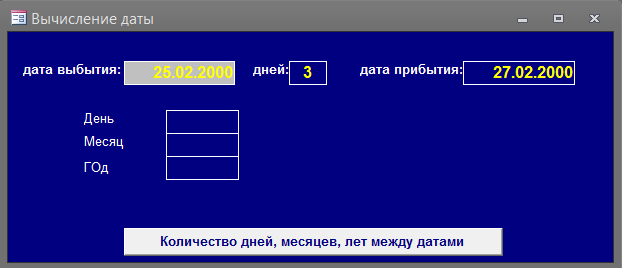 Вычисление даты
дата выбытия: 25.02.2000 дней: 3 дата прибытия: 27.02.2000
День
Месяц
ГОд
Количество дней, месяцев, лет между датами